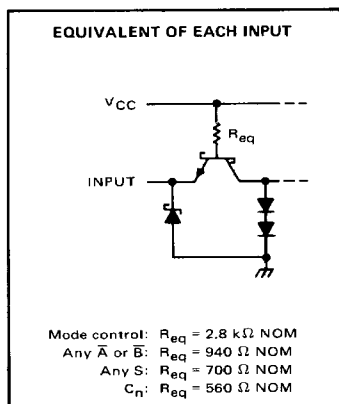 EQUIVALENT OF EACH INPUT
VCC
Req
INPUT
Mode control: Req = 2.8 kΩ NOM
Any A̅ or B̅: Req = 940 Ω NOM
Any S: Req = 700 Ω NOM
Cn: Req = 560 Ω NOM